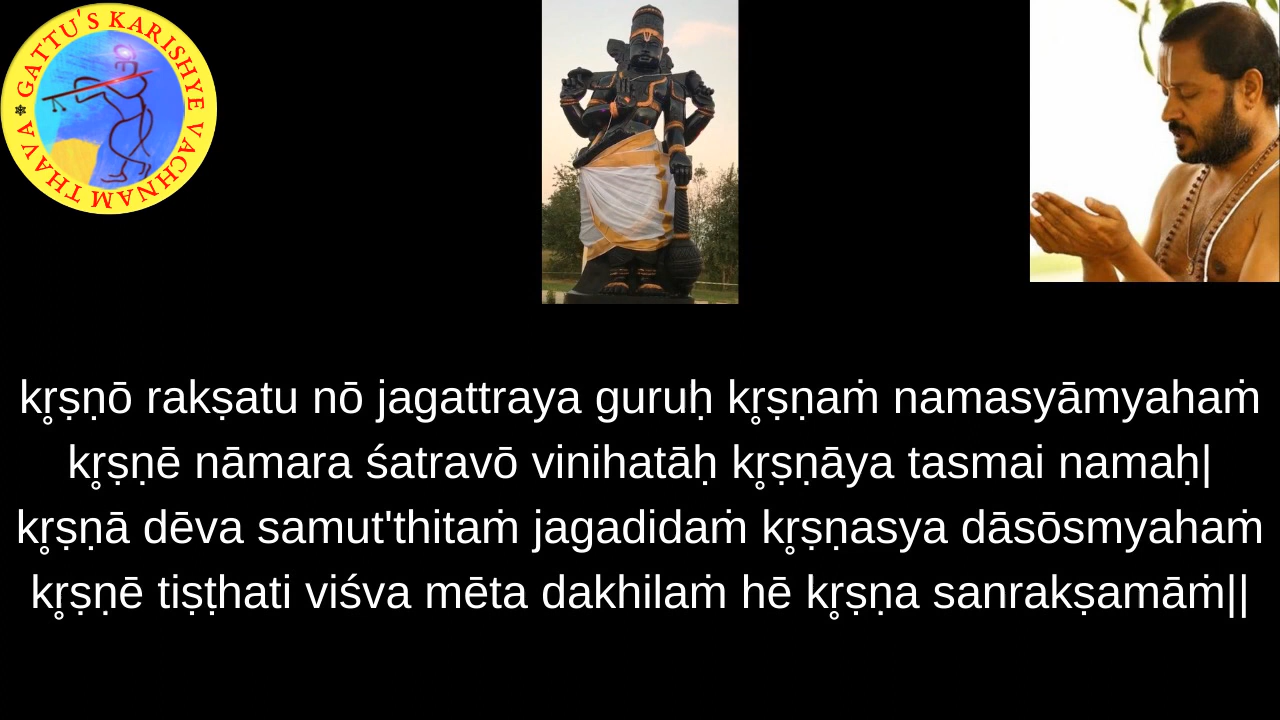 GATTU'S KARISHYE VACHNAM THAVA
kr̥ṣṇō rakṣatu nō jagattraya guruḥ kr̥ṣṇaṁ namasyāmyahaṁ
kr̥ṣṇē nāmara śatravō vinihatāḥ kr̥ṣṇāya tasmai namaḥ|
kr̥ṣṇā dēva samut'thitaṁ jagadidaṁ kr̥ṣṇasya dāsōsmyahaṁ
kr̥ṣṇē tiṣṭhati viśva mēta dakhilaṁ hē kr̥ṣṇa sanrakṣamāṁ||